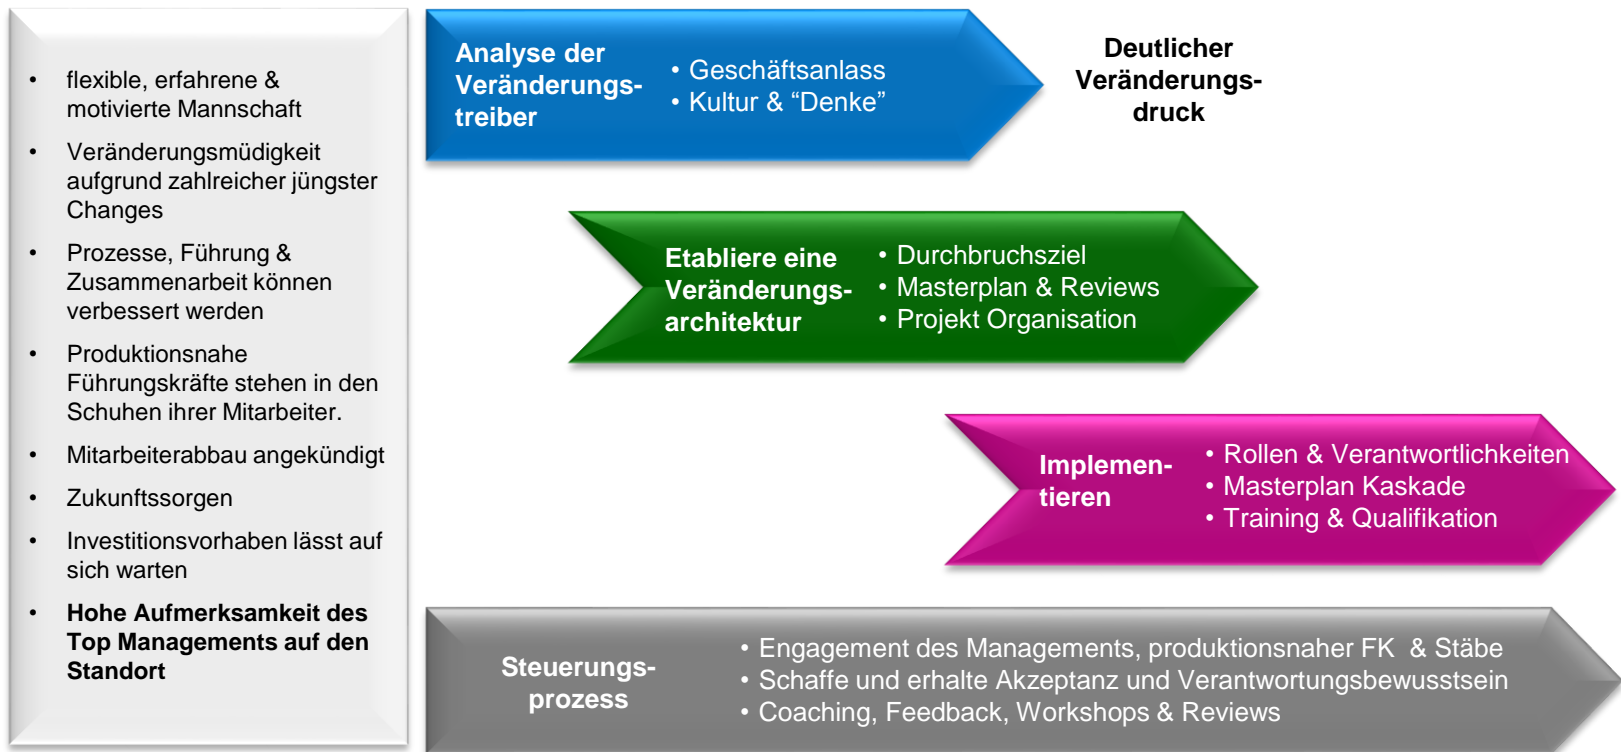 • flexible, erfahrene &
motivierte Mannschaft
• Veränderungsmüdigkeit
aufgrund zahlreicher jüngster
Changes
• Prozesse, Führung &
Zusammenarbeit können
verbessert werden
• Produktionsnahe
Führungskräfte stehen in den
Schuhen ihrer Mitarbeiter.
• Mitarbeiterabbau angekündigt
• Zukunftssorgen
• Investitionsvorhaben lässt auf
sich warten
• Hohe Aufmerksamkeit des
Top Managements auf den
Standort
Analyse der
Veränderungs-
treiber
• Geschäftsanlass
• Kultur & “Denke”
Deutlicher
Veränderungs-
druck
Etabliere eine
Veränderungs-
architektur
• Durchbruchsziel
• Masterplan & Reviews
• Projekt Organisation
Implemen-
tieren
• Rollen & Verantwortlichkeiten
• Masterplan Kaskade
• Training & Qualifikation
Steuerungs-
prozess
• Engagement des Managements, produktionsnaher FK & Stäbe
• Schaffe und erhalte Akzeptanz und Verantwortungsbewusstsein
• Coaching, Feedback, Workshops & Reviews